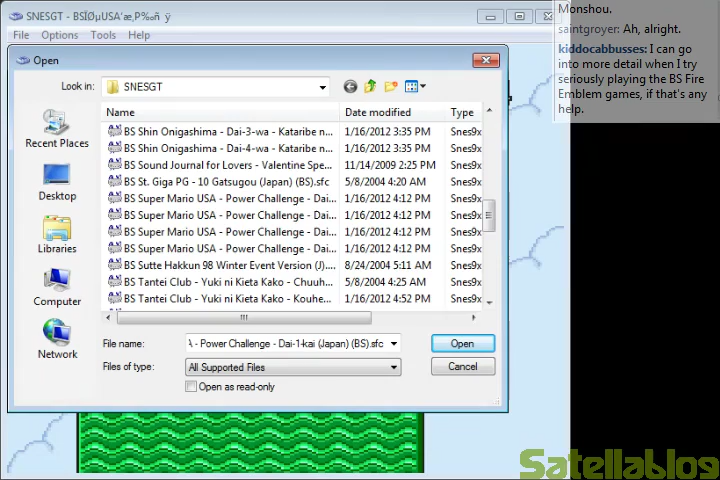 SNESGT - BSÏØµUSA'æ¸P‰ñ ÿ
File Options Tools Help
Monshou.
saintgroyer: Ah, alright.
kiddocabbusses: I can go
into more detail when I try
seriously playing the BS Fire
Emblem games, if that's any
help.
Open
Look in: SNESGT
Name Date modified Type
BS Shin Onigashima - Dai-3-wa - Kataribe n... 1/16/2012 3:35 PM Snes9x
BS Shin Onigashima - Dai-4-wa - Kataribe n... 1/16/2012 3:35 PM Snes9x
BS Sound Journal for Lovers - Valentine Spe... 11/14/2009 2:25 PM Snes9x
BS St. Giga PG - 10 Gatsugou (Japan) (BS).sfc 5/8/2004 4:20 AM Snes9x
BS Super Mario USA - Power Challenge - Dai... 1/16/2012 4:12 PM Snes9x
BS Super Mario USA - Power Challenge - Dai... 1/16/2012 4:12 PM Snes9x
BS Super Mario USA - Power Challenge - Dai... 1/16/2012 4:12 PM Snes9x
BS Super Mario USA - Power Challenge - Dai... 1/16/2012 4:12 PM Snes9x
BS Sutte Hakkun 98 Winter Event Version (J).... 8/24/2004 5:11 AM Snes9x
BS Tantei Club - Yuki ni Kieta Kako - Chuuh... 5/8/2004 4:25 AM Snes9x
BS Tantei Club - Yuki ni Kieta Kako - Kouhe... 1/16/2012 4:52 PM Snes9x
Recent Places
Desktop
Libraries
Computer
Network
File name: - Power Challenge - Dai-1-kai (Japan) (BS).sfc Open
Files of type: All Supported Files Cancel
Open as read-only
Satellablog